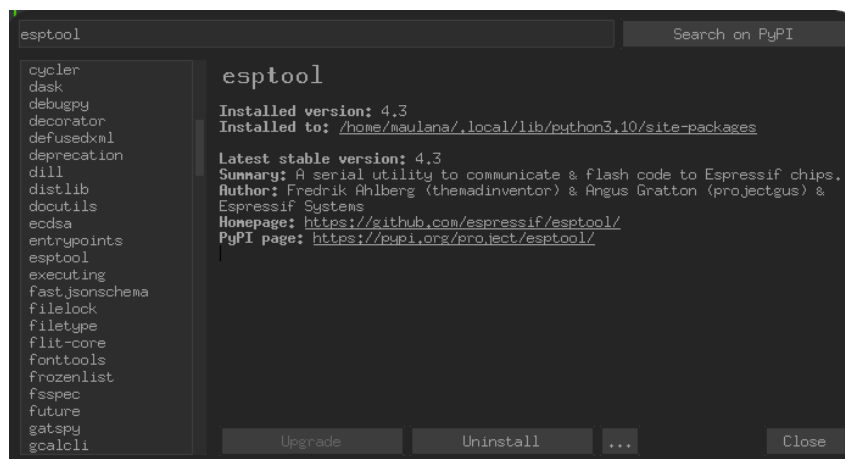 esptool
Search on PyPI
cycler
dask
debugpy
decorator
defusedxml
deprecation
dill
distlib
docutils
ecdsa
entrypoints
esptool
executing
fastjsonschema
filelock
filetype
flit-core
fonttools
frozenlist
fsspec
future
gatspy
gcalcli
esptool
Installed version: 4.3
Installed to: /home/maulana/.local/lib/python3.10/site-packages
Latest stable version: 4.3
Summary: A serial utility to communicate & flash code to Espressif chips.
Author: Fredrik Ahlberg (themadinventor) & Angus Gratton (projectgus) &
Espressif Systems
Homepage: https://github.com/espressif/esptool/
PyPI page: https://pypi.org/project/esptool/
Upgrade
Uninstall
...
Close